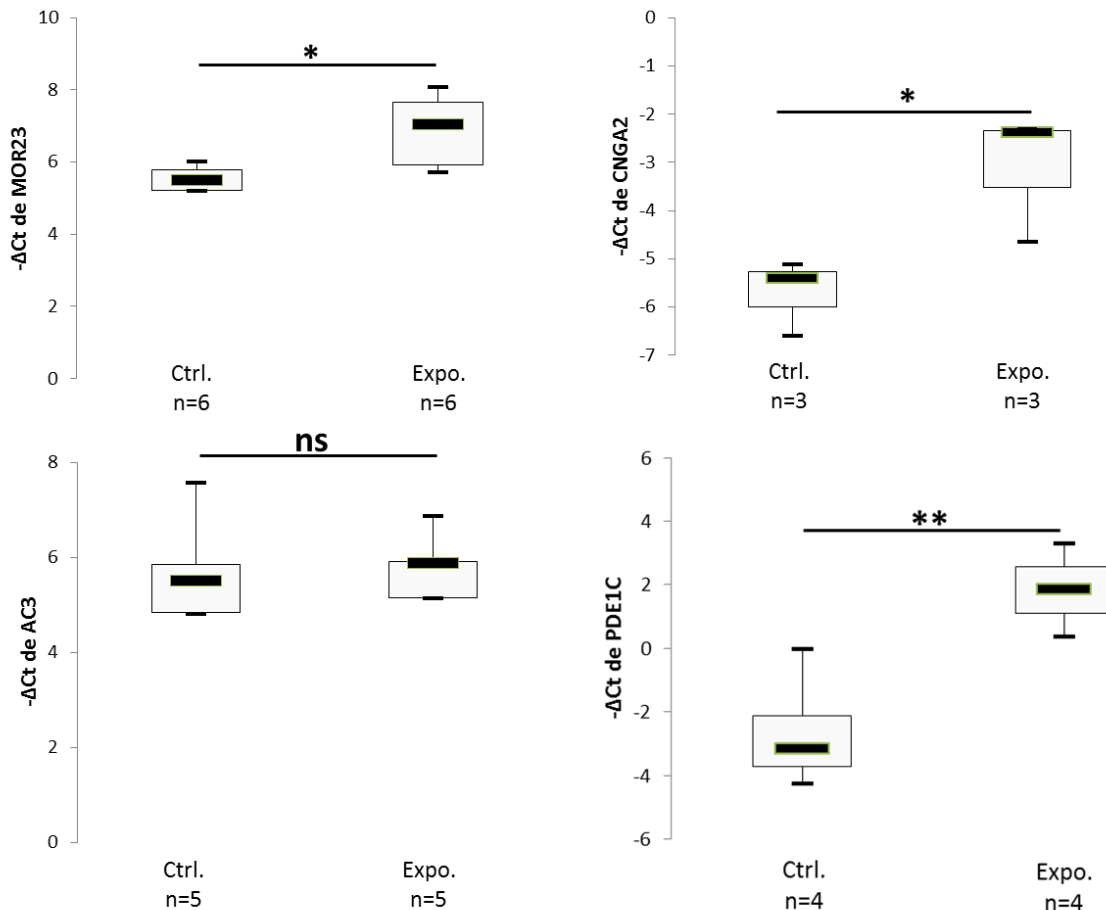 -ΔCt de MOR23
10
8
6
4
2
0
*
Ctrl.
n=6
Expo.
n=6
-ΔCt de CNGA2
0
-1
-2
-3
-4
-5
-6
-7
*
Ctrl.
n=3
Expo.
n=3
-ΔCt de AC3
8
6
4
2
0
ns
Ctrl.
n=5
Expo.
n=5
-ΔCt de PDE1C
6
4
2
0
-2
-4
-6
**
Ctrl.
n=4
Expo.
n=4